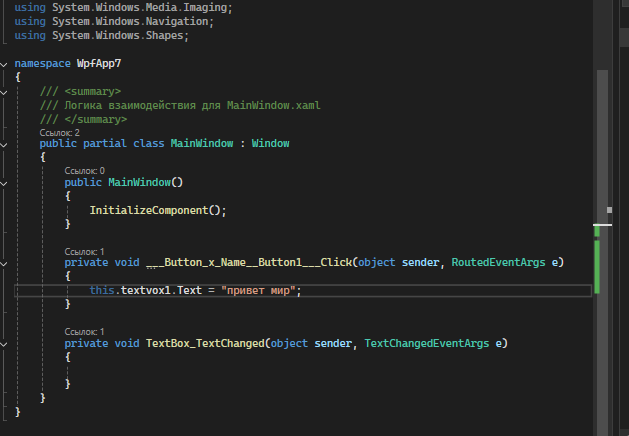 using System.Windows.Media.Imaging;
using System.Windows.Navigation;
using System.Windows.Shapes;
namespace WpfApp7
{
/// <summary>
/// Логика взаимодействия для MainWindow.xaml
/// </summary>
Ссылок: 2
public partial class MainWindow : Window
{
Ссылок: 0
public MainWindow()
{
InitializeComponent();
}
Ссылок: 1
private void ___Button_x_Name__Button1___Click(object sender, RoutedEventArgs e)
{
this.textvox1.Text = "привет мир";
}
Ссылок: 1
private void TextBox_TextChanged(object sender, TextChangedEventArgs e)
{
}
}
}